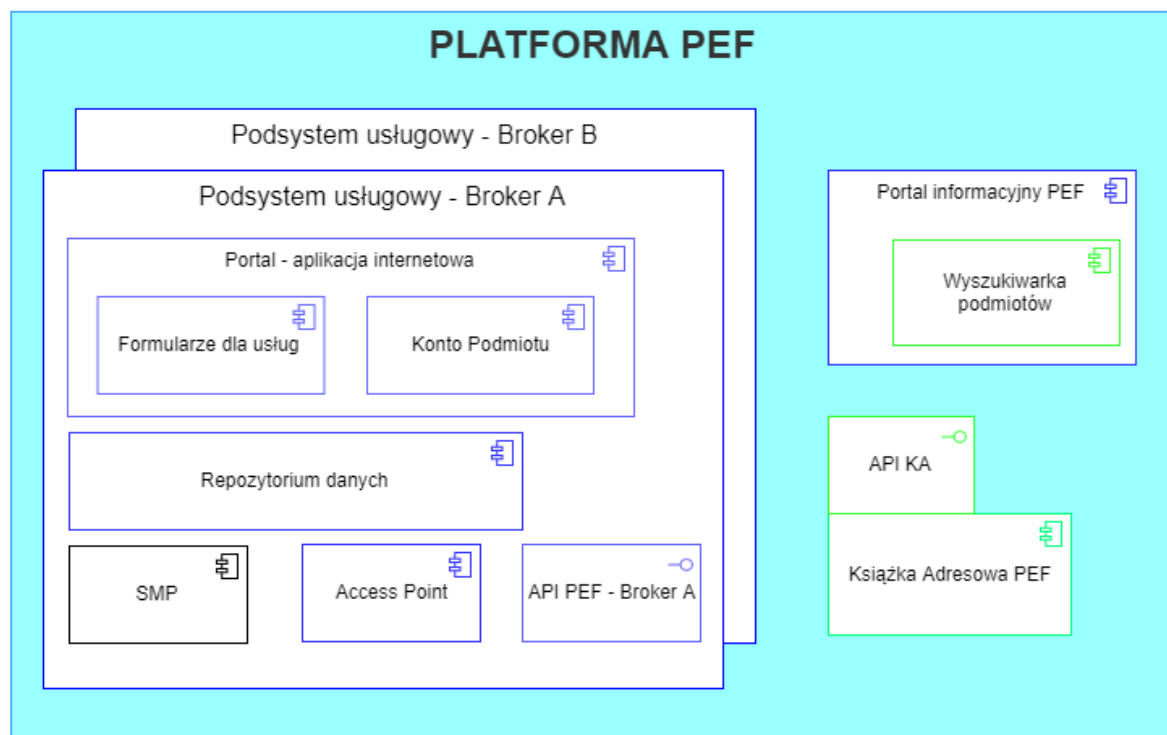 PLATFORMA PEF
Podsystem usługowy - Broker B
Podsystem usługowy - Broker A
Portal - aplikacja internetowa
Formularze dla usług
Konto Podmiotu
Repozytorium danych
SMP
Access Point
API PEF - Broker A
Portal informacyjny PEF
Wyszukiwarka
podmiotów
API KA
Książka Adresowa PEF